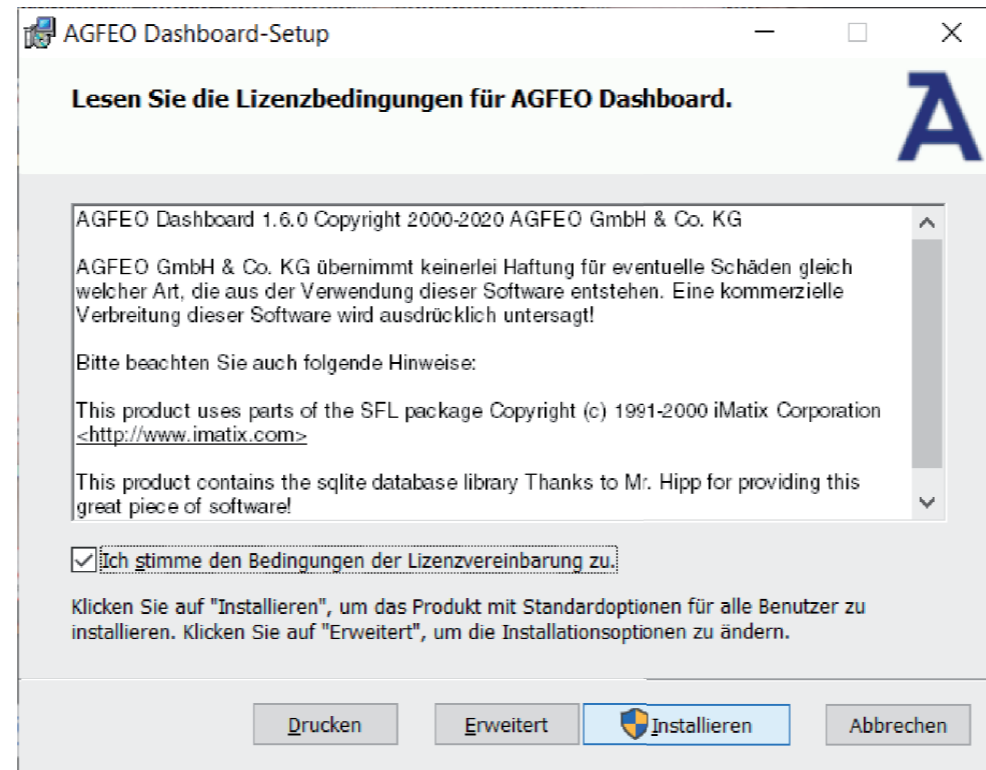 AGFEO Dashboard-Setup
Lesen Sie die Lizenzbedingungen für AGFEO Dashboard.
AGFEO Dashboard 1.6.0 Copyright 2000-2020 AGFEO GmbH & Co. KG
AGFEO GmbH & Co. KG übernimmt keinerlei Haftung für eventuelle Schäden gleich
welcher Art, die aus der Verwendung dieser Software entstehen. Eine kommerzielle
Verbreitung dieser Software wird ausdrücklich untersagt!
Bitte beachten Sie auch folgende Hinweise:
This product uses parts of the SFL package Copyright (c) 1991-2000 iMatix Corporation
<http://www.imatix.com>
This product contains the sqlite database library Thanks to Mr. Hipp for providing this
great piece of software!
Ich stimme den Bedingungen der Lizenzvereinbarung zu.
Klicken Sie auf "Installieren", um das Produkt mit Standardoptionen für alle Benutzer zu
installieren. Klicken Sie auf "Erweitert", um die Installationsoptionen zu ändern.
Drucken Erweitert Installieren Abbrechen